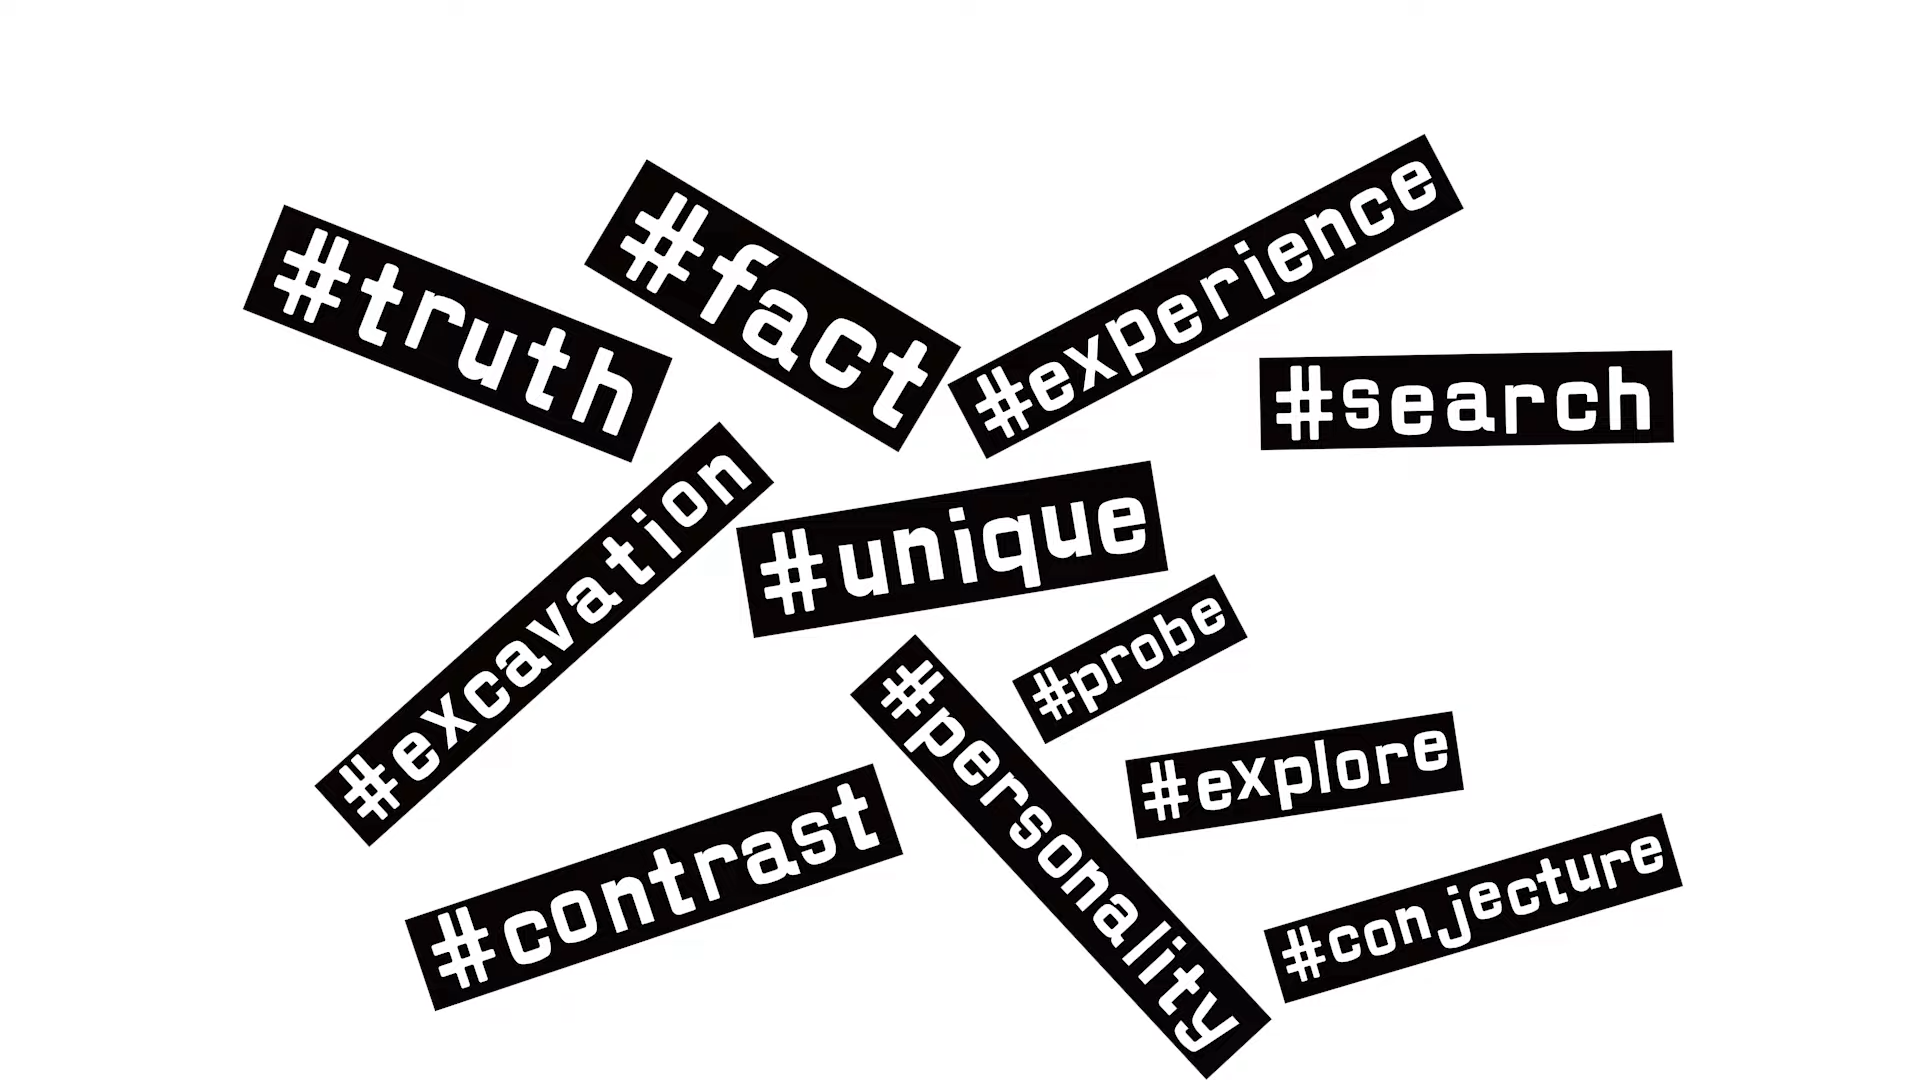 #truth
#fact
#experience
#search
#excavation
#unique
#probe
#personality
#explore
#contrast
#conjecture